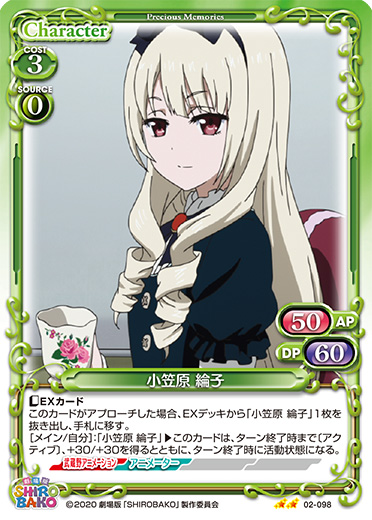 Precious Memories
Character
COST
3
SOURCE
0
50 AP
DP 60
小笠原 綸子
EXカード
このカードがアプローチした場合、EXデッキから「小笠原 綸子」1枚を
抜き出し、手札に移す。
[メイン/自分]:「小笠原 綸子」▶このカードは、ターン終了時まで〔アク
ティブ〕、+30/+30を得るとともに、ターン終了時に活動状態になる。
武蔵野アニメーション アニメーター
劇場版
SHIRO
BAKO
©2020 劇場版「SHIROBAKO」製作委員会
02-098